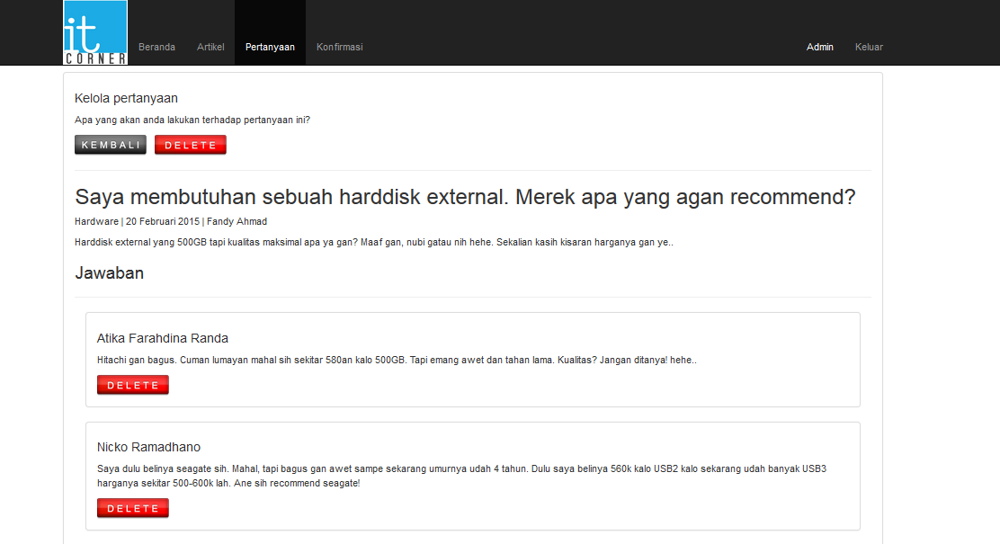 it
CORNER
Beranda Artikel Pertanyaan Konfirmasi Admin Keluar
Kelola pertanyaan
Apa yang akan anda lakukan terhadap pertanyaan ini?
KEMBALI DELETE
Saya membutuhan sebuah harddisk external. Merek apa yang agan recommend?
Hardware | 20 Februari 2015 | Fandy Ahmad
Harddisk external yang 500GB tapi kualitas maksimal apa ya gan? Maaf gan, nubi gatau nih hehe. Sekalian kasih kisaran harganya gan ye..
Jawaban
Atika Farahdina Randa
Hitachi gan bagus. Cuman lumayan mahal sih sekitar 580an kalo 500GB. Tapi emang awet dan tahan lama. Kualitas? Jangan ditanya! hehe..
DELETE
Nicko Ramadhano
Saya dulu belinya seagate sih. Mahal, tapi bagus gan awet sampe sekarang umurnya udah 4 tahun. Dulu saya belinya 560k kalo USB2 kalo sekarang udah banyak USB3
harganya sekitar 500-600k lah. Ane sih recommend seagate!
DELETE